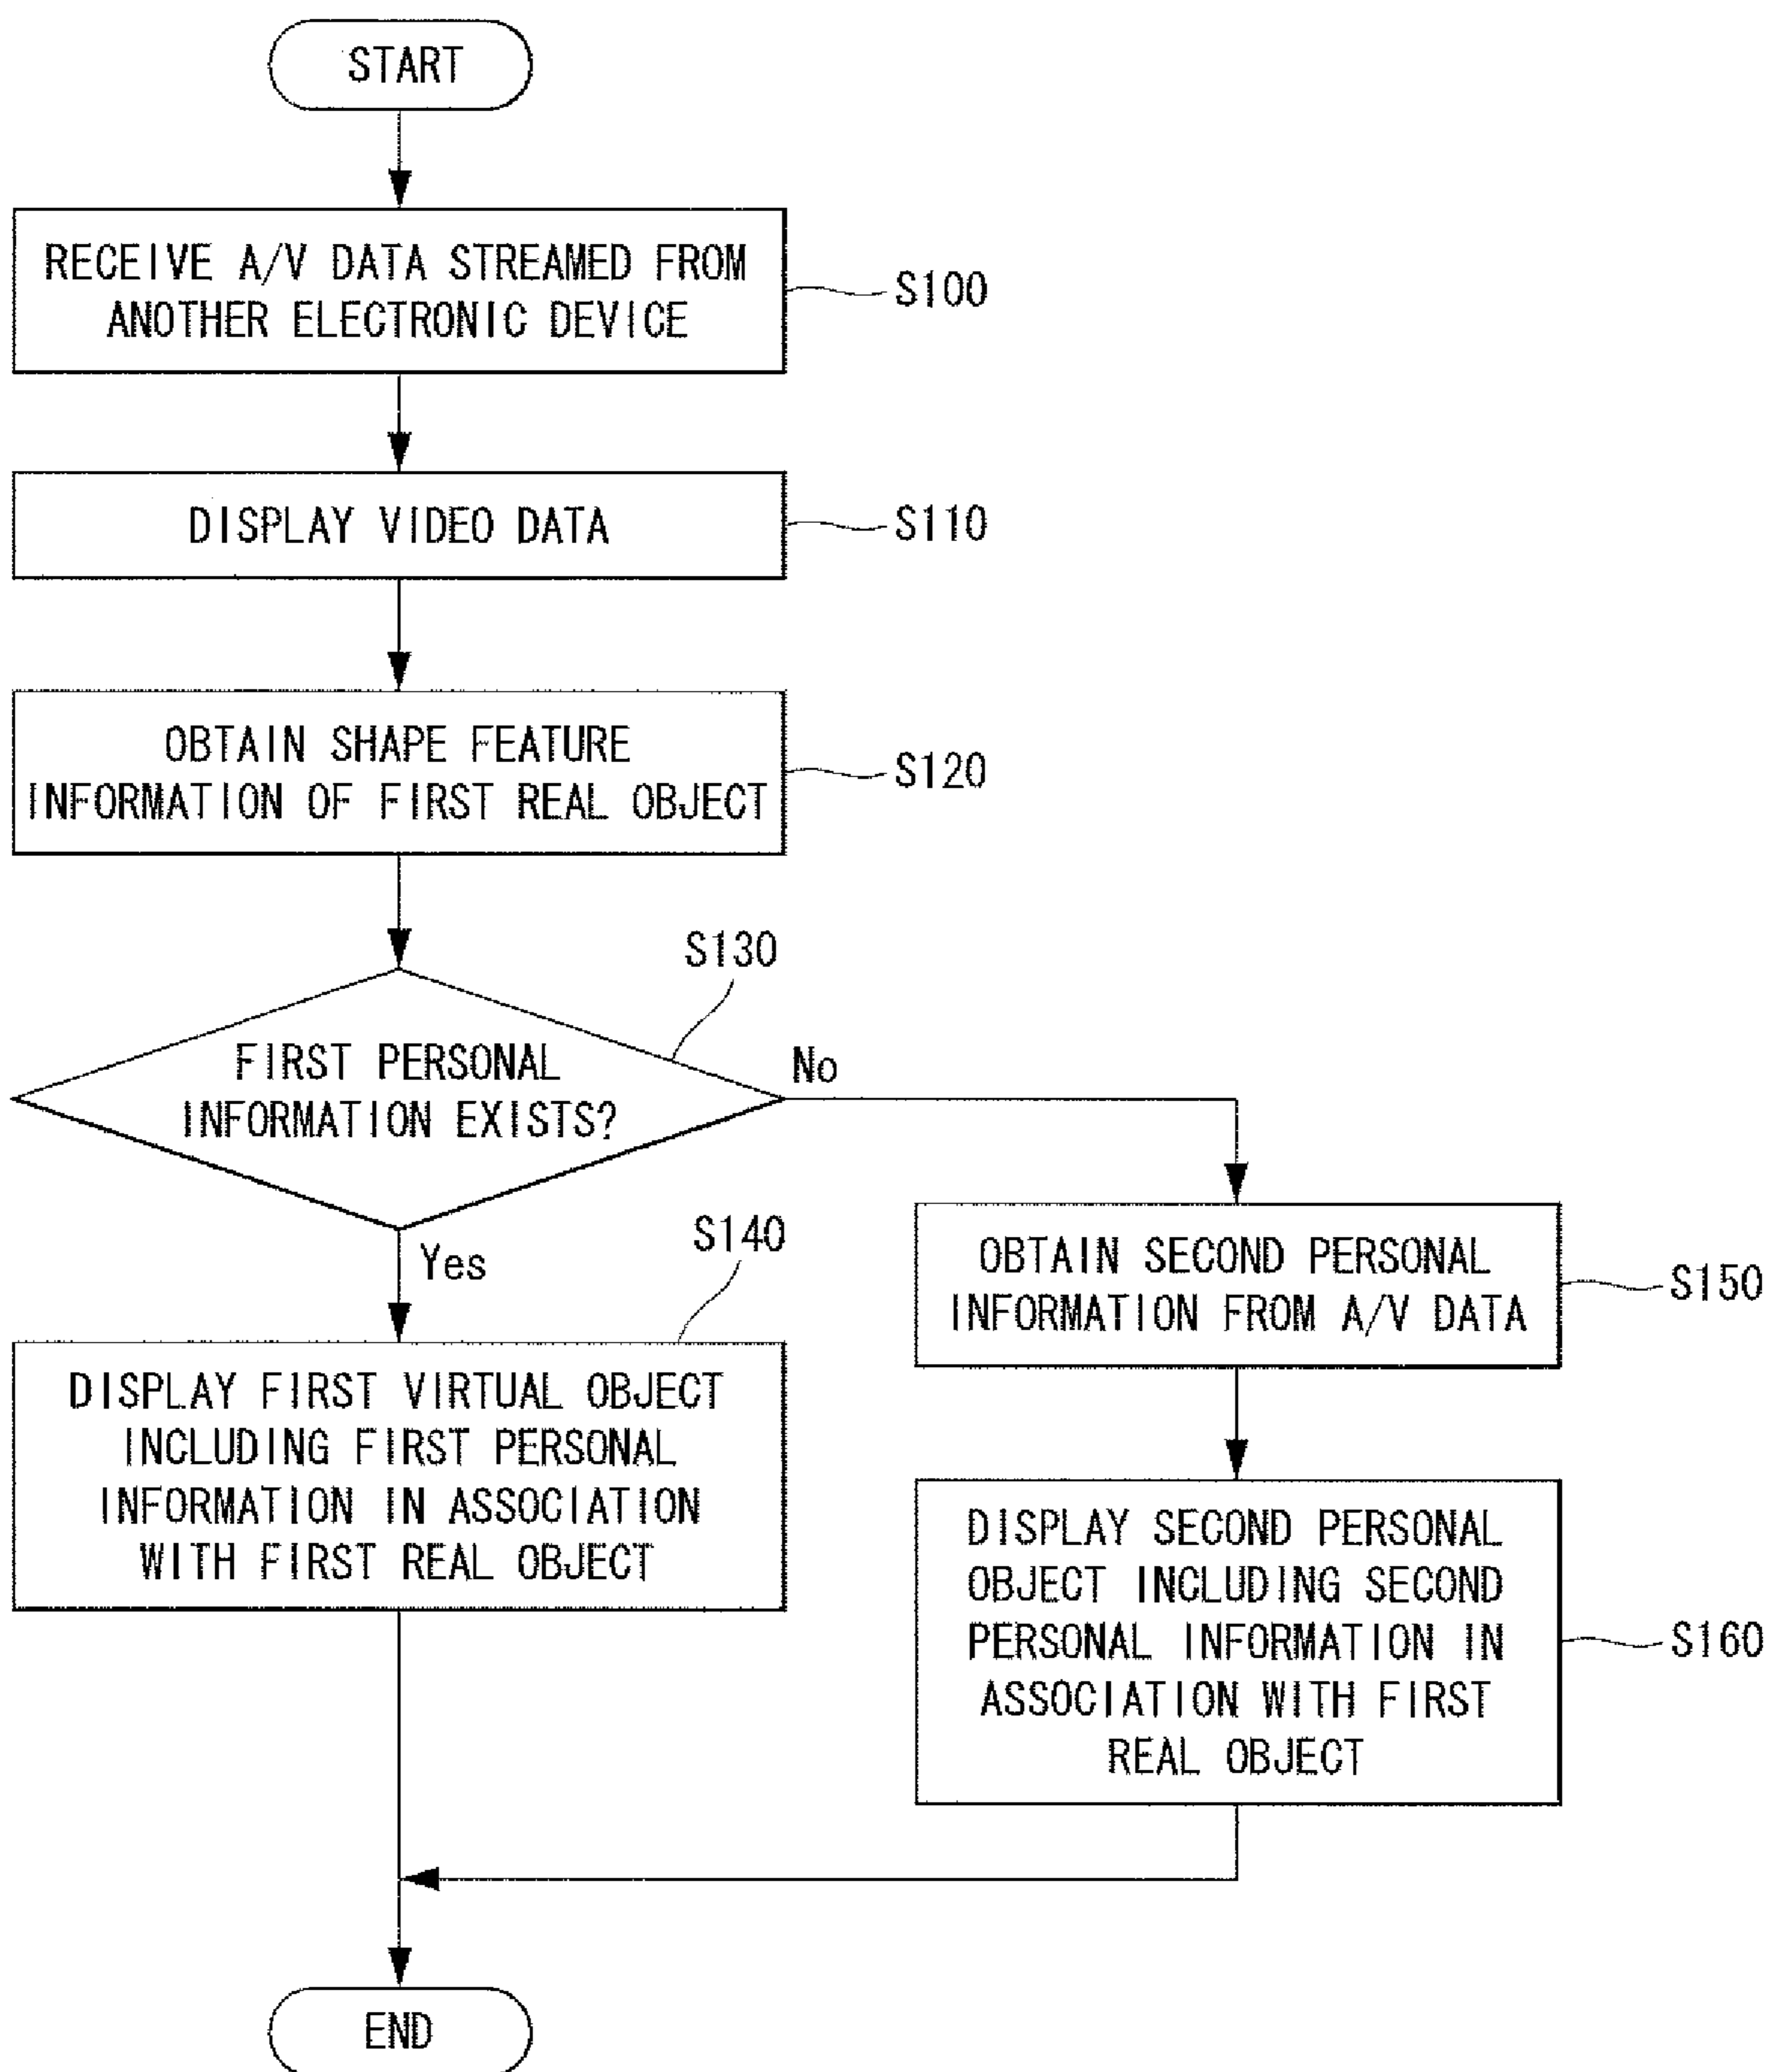 START
RECEIVE A/V DATA STREAMED FROM
ANOTHER ELECTRONIC DEVICE
S100
DISPLAY VIDEO DATA
S110
OBTAIN SHAPE FEATURE
INFORMATION OF FIRST REAL OBJECT
S120
S130
FIRST PERSONAL
INFORMATION EXISTS?
No
Yes
S140
DISPLAY FIRST VIRTUAL OBJECT
INCLUDING FIRST PERSONAL
INFORMATION IN ASSOCIATION
WITH FIRST REAL OBJECT
OBTAIN SECOND PERSONAL
INFORMATION FROM A/V DATA
S150
DISPLAY SECOND PERSONAL
OBJECT INCLUDING SECOND
PERSONAL INFORMATION IN
ASSOCIATION WITH FIRST
REAL OBJECT
S160
END